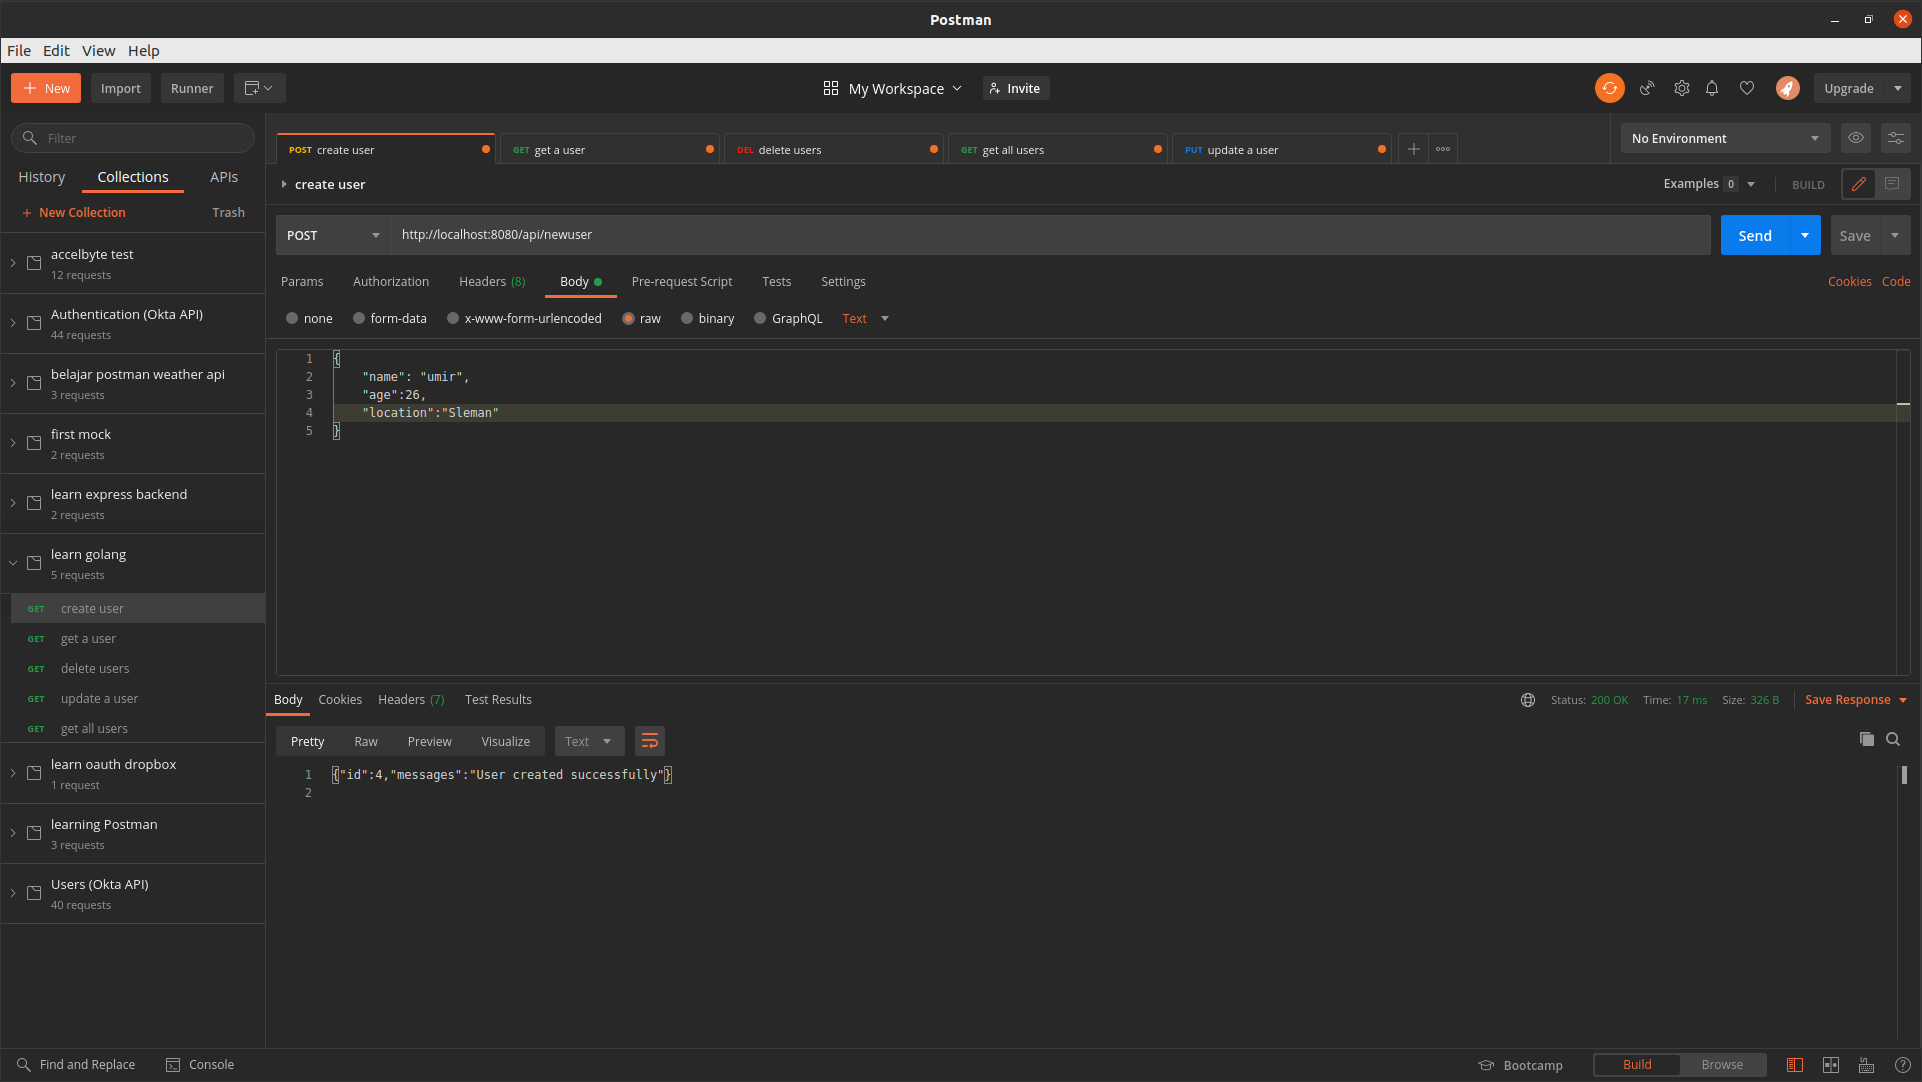 Postman
File Edit View Help
New Import Runner
My Workspace
Invite
Upgrade
Filter
History Collections APIs
+ New Collection Trash
accelbyte test
12 requests
Authentication (Okta API)
44 requests
belajar postman weather api
3 requests
first mock
2 requests
learn express backend
2 requests
learn golang
5 requests
GET create user
GET get a user
GET delete users
GET update a user
GET get all users
learn oauth dropbox
1 request
learning Postman
3 requests
Users (Okta API)
40 requests
POST create user GET get a user DEL delete users GET get all users PUT update a user
No Environment
create user
Examples 0 BUILD
POST http://localhost:8080/api/newuser
Send Save
Params Authorization Headers (8) Body Pre-request Script Tests Settings
Cookies Code
none form-data x-www-form-urlencoded raw binary GraphQL Text
1 {
2 "name": "umir",
3 "age":26,
4 "location":"Sleman"
5 }
Body Cookies Headers (7) Test Results
Status: 200 OK Time: 17 ms Size: 326 B Save Response
Pretty Raw Preview Visualize Text
1 {"id":4,"messages":"User created successfully"}
2
Find and Replace Console
Bootcamp Build Browse